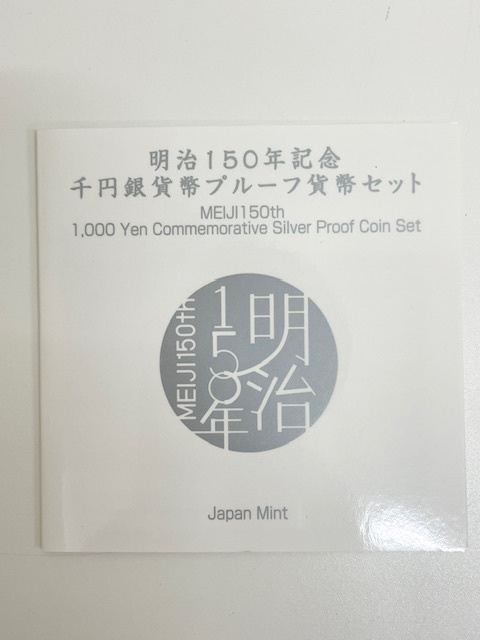 明治150年記念
千円銀貨幣プルーフ貨幣セット
MEIJI150th
1,000 Yen Commemorative Silver Proof Coin Set
明治
150年
MEIJI150th
Japan Mint